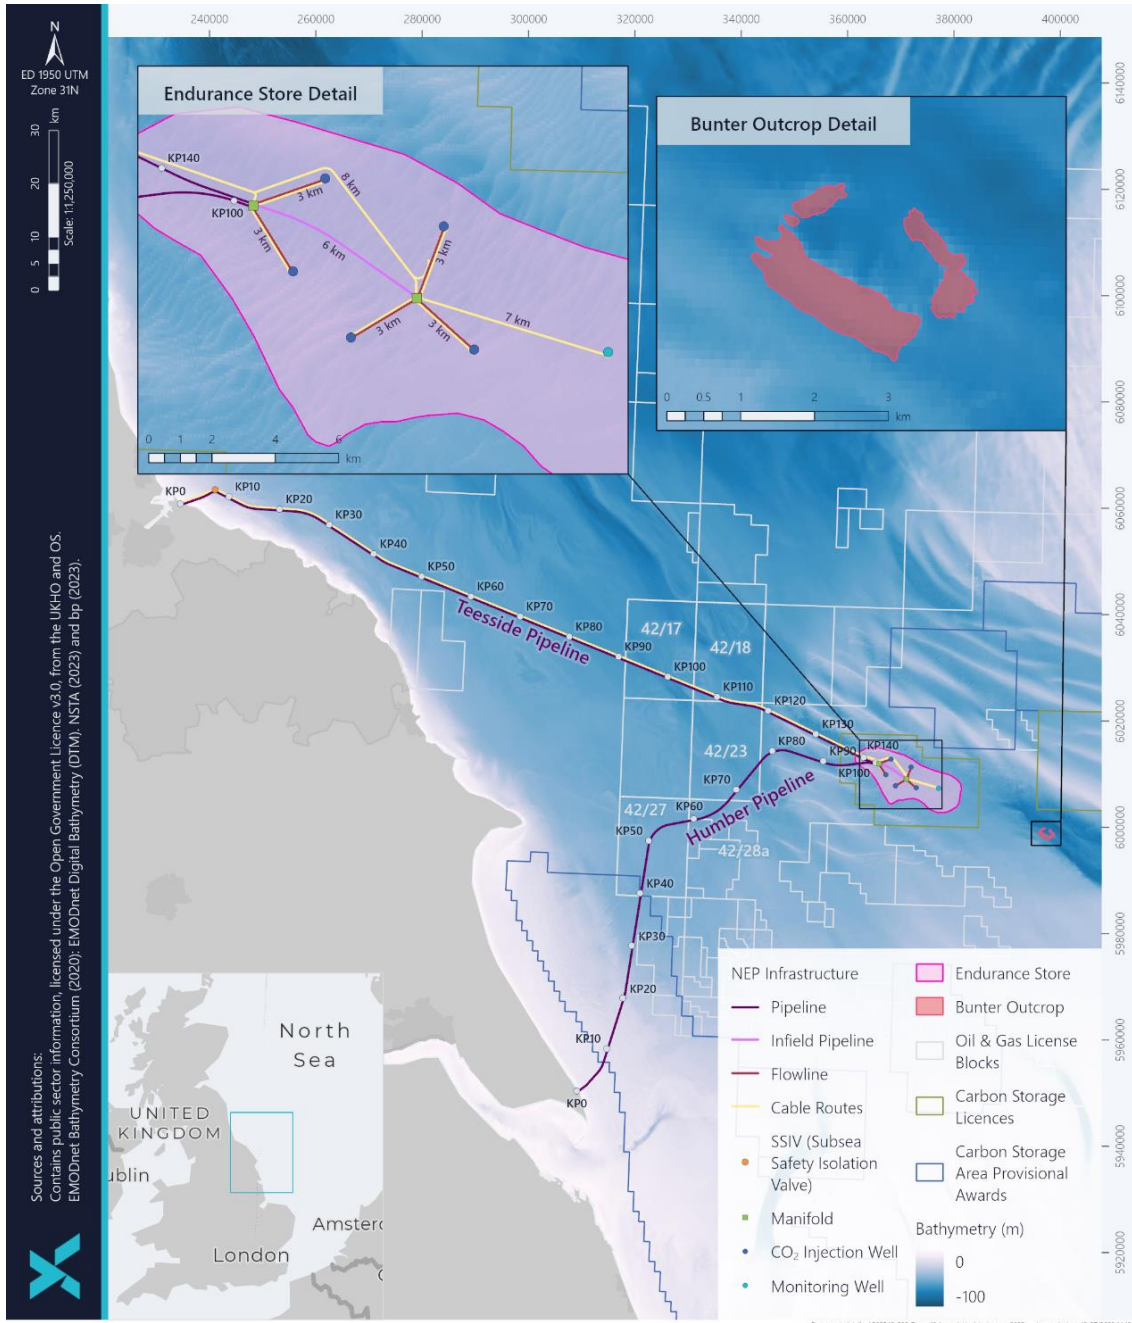 240000
260000
280000
300000
320000
340000
360000
380000
400000
N
ED 1950 UTM
Zone 31N
30
20
10
5
0
km
Scale: 1:1,250,000
Sources and attributions:
Contains public sector information, licensed under the Open Government Licence v3.0, from the UKHO and OS.
EMODnet Bathymetry Consortium (2020): EMODnet Digital Bathymetry (DTM). NSTA (2023) and bp (2023).
6140000
6120000
6100000
6080000
6060000
6040000
6020000
6000000
5980000
5960000
5940000
5920000
Endurance Store Detail
KP140
KP100
3 km
8 km
3 km
6 km
3 km
3 km
3 km
7 km
0 1 2 4 6
km
Bunter Outcrop Detail
0 0.5 1 2 3
km
KP0
KP10
KP20
KP30
KP40
KP50
KP60
KP70
KP80
KP90
KP100
KP110
KP120
KP130
KP140
Teesside Pipeline
42/17
42/18
42/23
42/27
42/28a
KP80
KP90
KP100
KP70
KP60
KP50
KP40
KP30
KP20
KP10
KP0
Humber Pipeline
North
Sea
UNITED
KINGDOM
ublin
London
Amster
NEP Infrastructure
Pipeline
Infield Pipeline
Flowline
Cable Routes
SSIV (Subsea
Safety Isolation
Valve)
Manifold
CO₂ Injection Well
Monitoring Well
Endurance Store
Bunter Outcrop
Oil & Gas License
Blocks
Carbon Storage
Licences
Carbon Storage
Area Provisional
Awards
Bathymetry (m)
0
-100